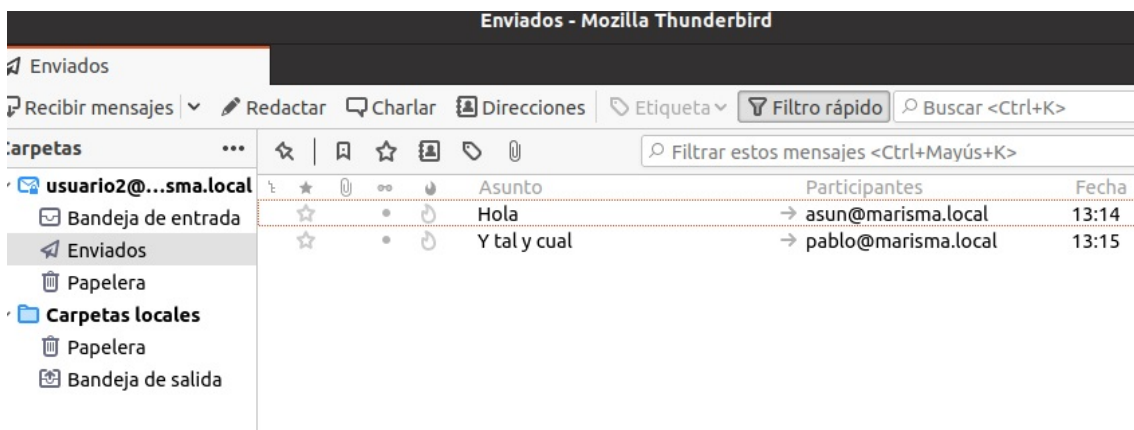 Enviados - Mozilla Thunderbird
Enviados
Recibir mensajes Redactar Charlar Direcciones Etiqueta Filtro rápido Buscar <Ctrl+K>
Carpetas ••• Filtrar estos mensajes <Ctrl+Mayús+K>
usuario2@...sma.local Asunto Participantes Fecha
Bandeja de entrada Hola → asun@marisma.local 13:14
Enviados Y tal y cual → pablo@marisma.local 13:15
Papelera
Carpetas locales
Papelera
Bandeja de salida